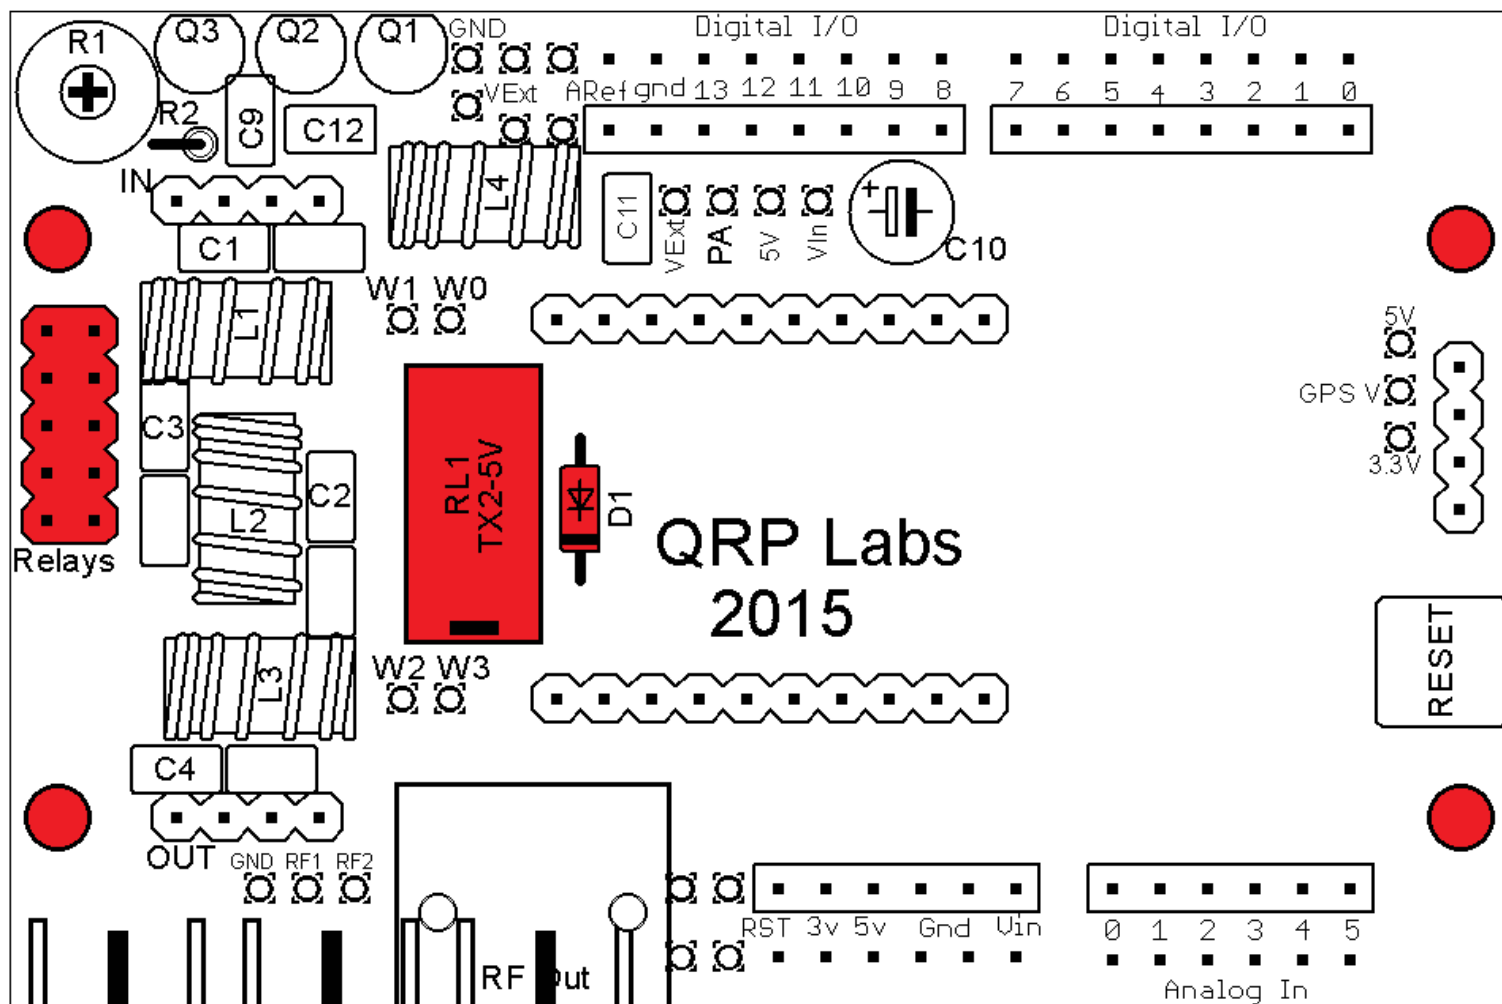 R1
Q3
Q2
Q1
GND
Digital I/O
Digital I/O
VExt
ARef gnd 13 12 11 10 9 8
7 6 5 4 3 2 1 0
R2
C9
C12
IN
L4
C11
VExt
PA
5V
VIn
+
C10
C1
W1 W0
L1
5V
GPS V
3.3V
C3
RL1
TX2-5V
D1
C2
L2
QRP Labs
2015
Relays
RESET
L3
W2 W3
C4
OUT
GND RF1 RF2
RST 3v 5v Gnd Vin
0 1 2 3 4 5
RF ut
Analog In